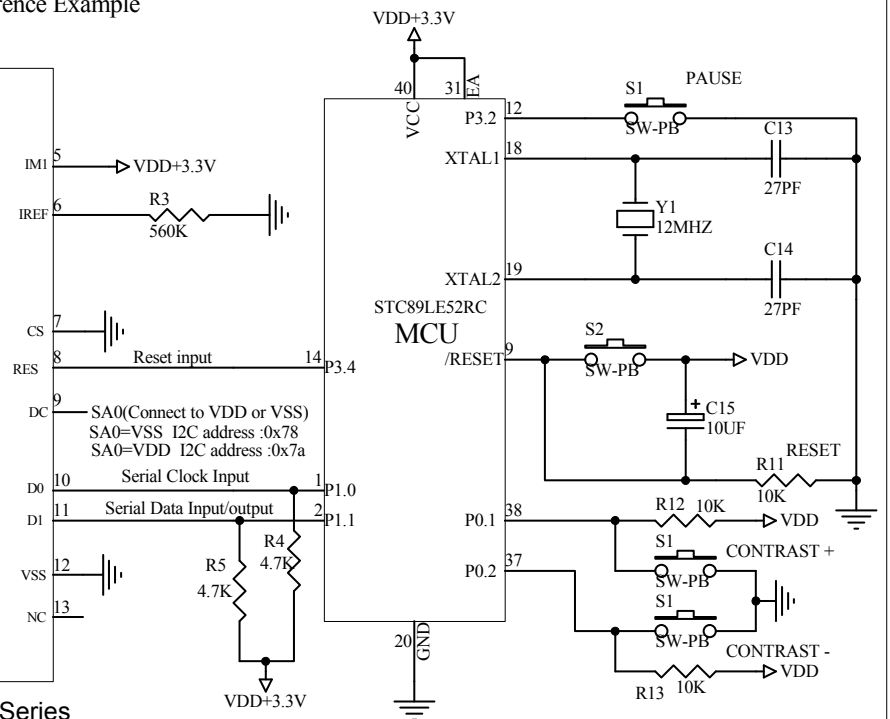 rence Example
VDD+3.3V
40
31
VCC
EA
S1
PAUSE
12
P3.2
SW-PB
C13
18
XTAL1
27PF
5
IM1
VDD+3.3V
6
IREF
R3
560K
Y1
12MHZ
C14
19
XTAL2
27PF
STC89LE52RC
MCU
7
CS
8
RES
Reset input
14
P3.4
9
/RESET
S2
SW-PB
VDD
+
C15
10UF
9
DC
SA0(Connect to VDD or VSS)
SA0=VSS I2C address :0x78
SA0=VDD I2C address :0x7a
RESET
R11
10K
10
D0
Serial Clock Input
1
P1.0
11
D1
Serial Data Input/output
2
P1.1
38
P0.1
R12
10K
VDD
S1
CONTRAST +
SW-PB
37
P0.2
S1
SW-PB
CONTRAST -
R13
10K
VDD
R5
4.7K
R4
4.7K
12
VSS
13
NC
20
GND
VDD+3.3V
Series